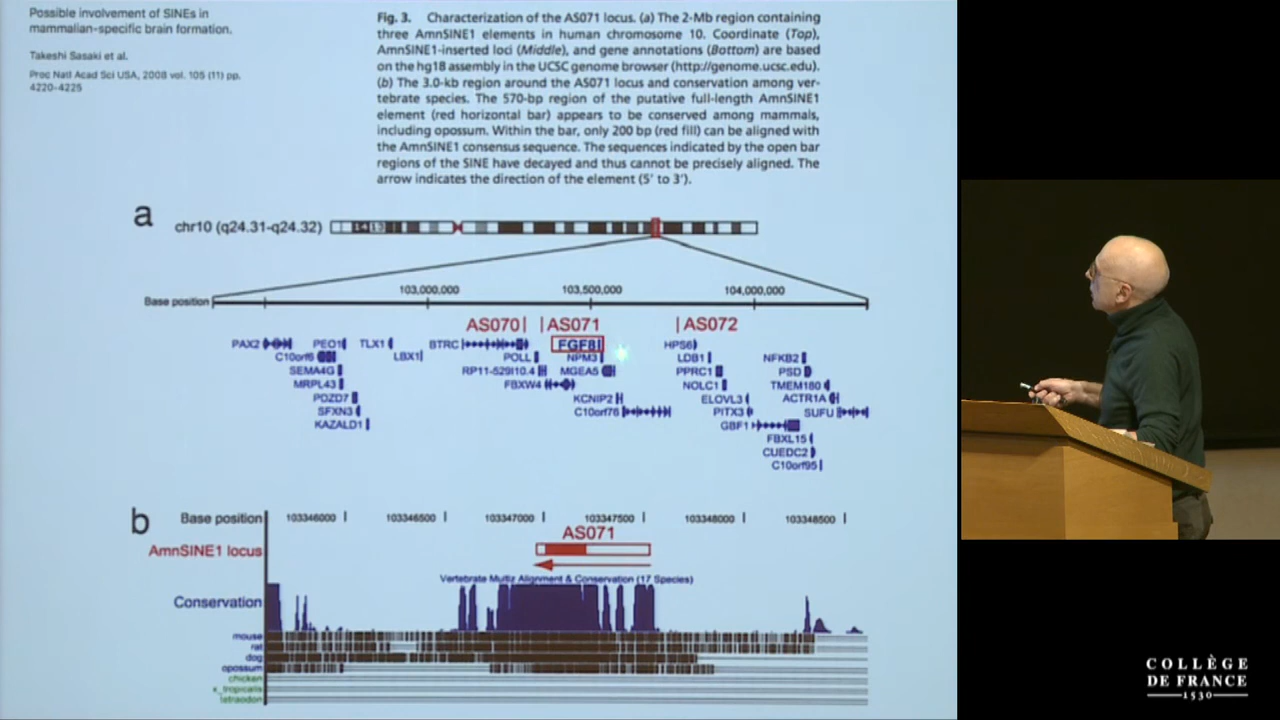 Possible involvement of SINEs in
mammalian-specific brain formation.
Takeshi Sasaki et al.
Proc Natl Acad Sci USA, 2008 vol. 105 (11) pp.
4220-4225
Fig. 3. Characterization of the AS071 locus. (a) The 2-Mb region containing
three AmnSINE1 elements in human chromosome 10. Coordinate (Top),
AmnSINE1-inserted loci (Middle), and gene annotations (Bottom) are based
on the hg18 assembly in the UCSC genome browser (http://genome.ucsc.edu).
(b) The 3.0-kb region around the AS071 locus and conservation among ver-
tebrate species. The 570-bp region of the putative full-length AmnSINE1
element (red horizontal bar) appears to be conserved among mammals,
including opossum. Within the bar, only 200 bp (red fill) can be aligned with
the AmnSINE1 consensus sequence. The sequences indicated by the open bar
regions of the SINE have decayed and thus cannot be precisely aligned. The
arrow indicates the direction of the element (5' to 3').
a
chr10 (q24.31-q24.32)
103,000,000 103,500,000 104,000,000
Base position
AS070 AS071 AS072
PAX2 PEO1 TLX1 BTRC FGF8 HPS6
C10orf6 LBX1 POLL NPM3 LDB1 NFKB2
SEMA4G RP11-529I10.4 MGEA5 PPRC1 PSD
MRPL43 FBXW4 NOLC1 TMEM180
POZD7 KCNIP2 ELOVL3 ACTR1A
SFXN3 C10orf76 PITX3 SUFU
KAZALD1 GBF1
FBXL15
CUEDC2
C10orf95
b
Base position 103346000 103346500 103347000 103347500 103348000 103348500
AS071
AmnSINE1 locus
Vertebrate Multiz Alignment & Conservation (17 Species)
Conservation
mouse
rat
dog
opossum
chicken
x_tropicalis
tetraodon
COLLÈGE
DE FRANCE
1530